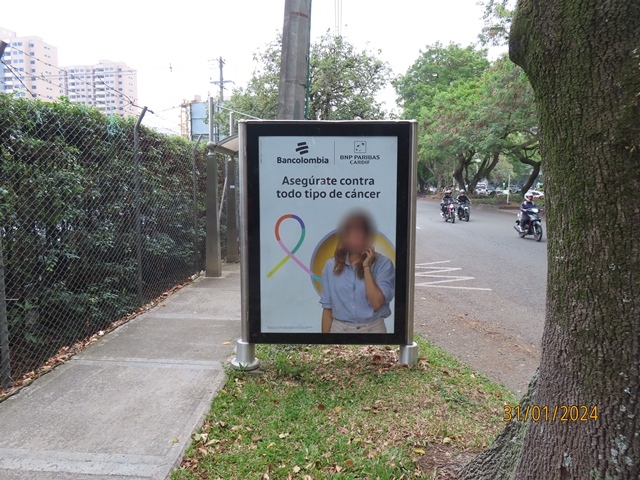 Bancolombia
BNP PARIBAS
CARDIF
Asegúrate contra
todo tipo de cáncer
31/01/2024